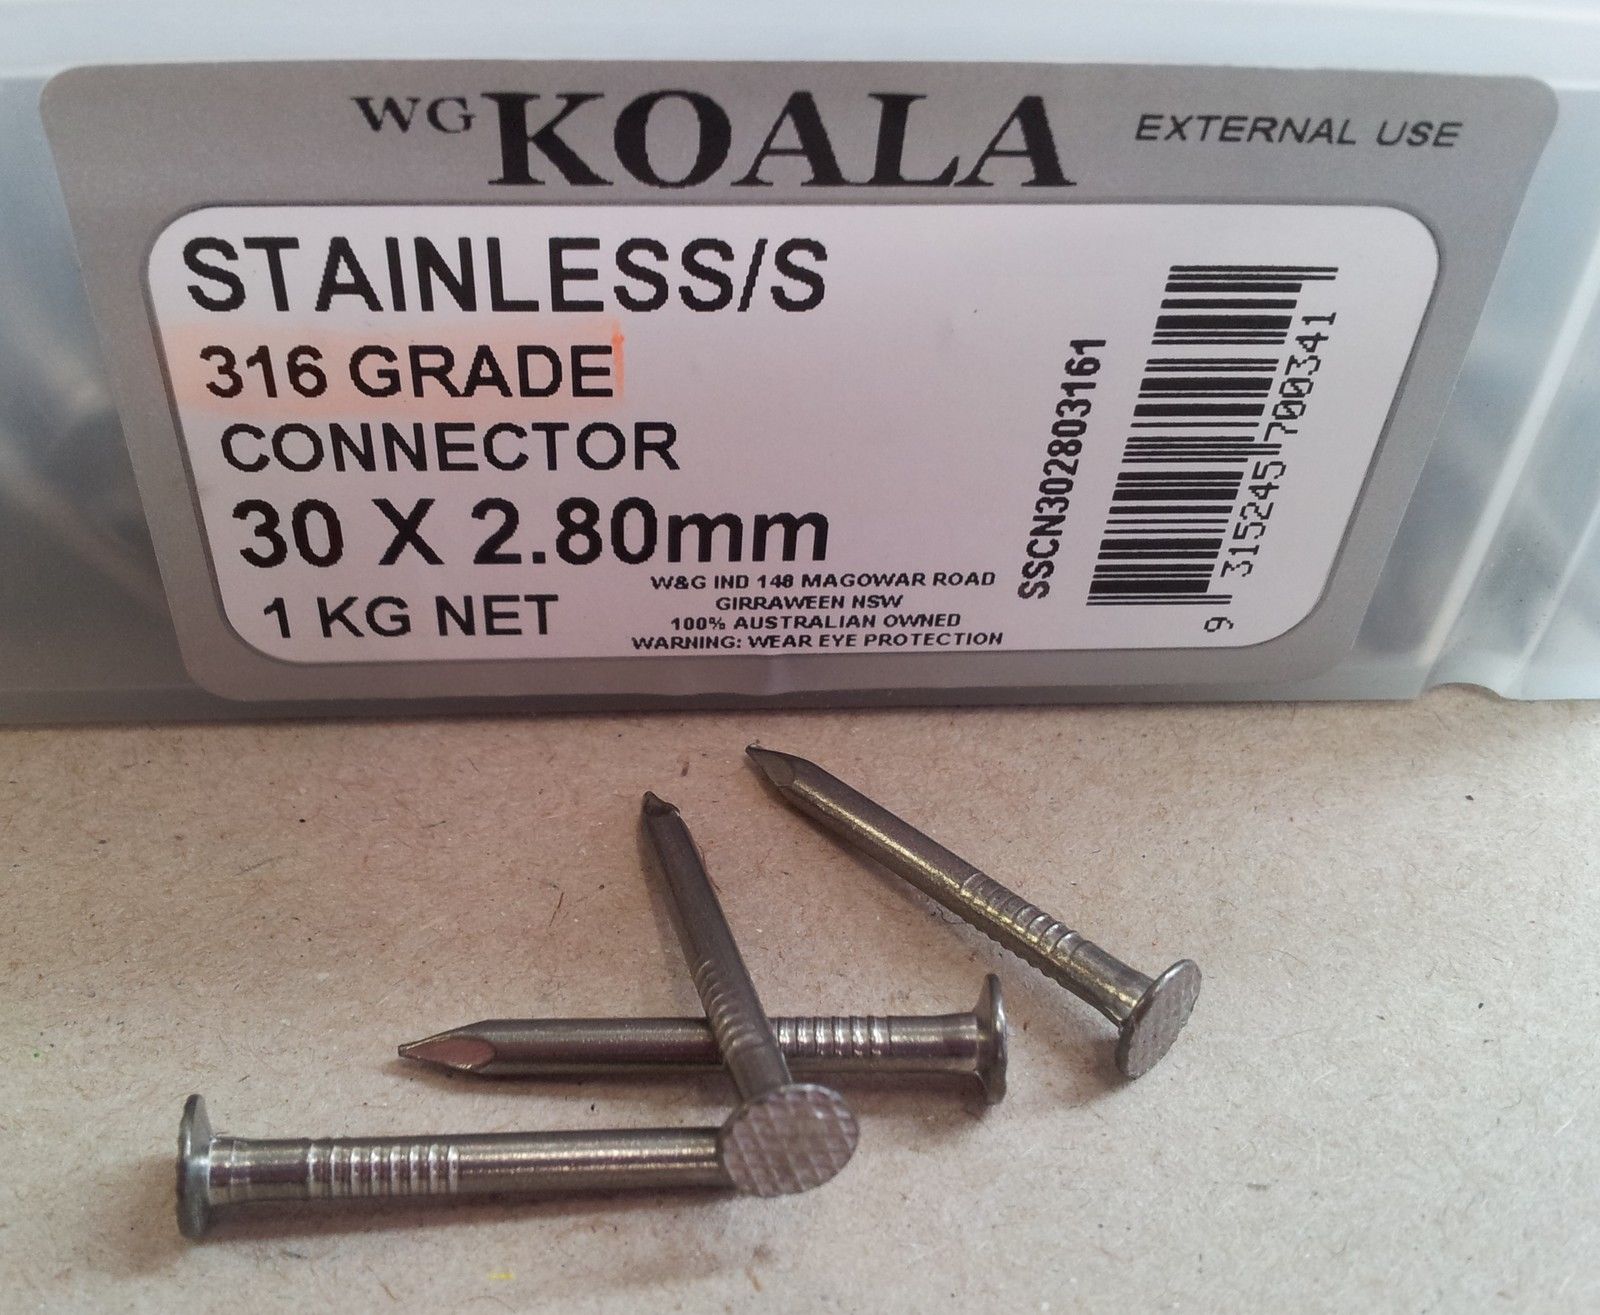 WG KOALA
EXTERNAL USE
STAINLESS/S
316 GRADE
CONNECTOR
30 X 2.80mm
1 KG NET
W&G IND 148 MAGOWAR ROAD
GIRRAWEEN NSW
100% AUSTRALIAN OWNED
WARNING: WEAR EYE PROTECTION
SSCN302803161
9 315245 700341